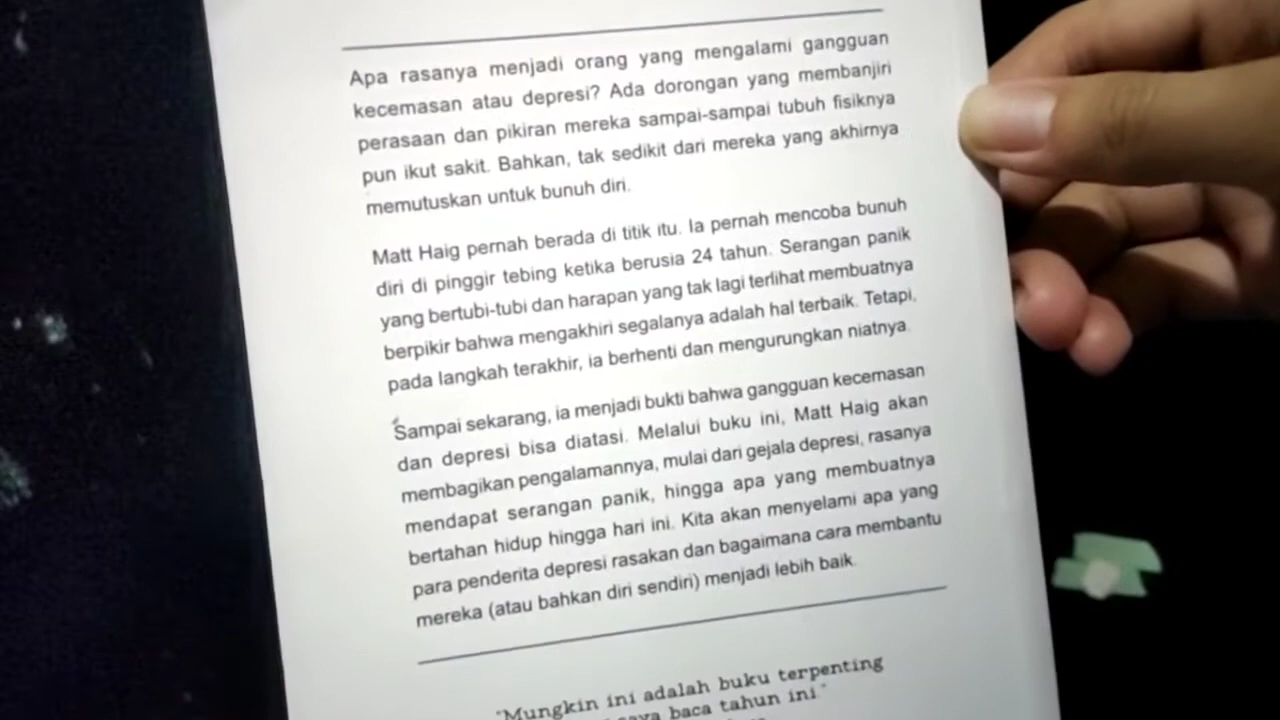 Apa rasanya menjadi orang yang mengalami gangguan
kecemasan atau depresi? Ada dorongan yang membanjiri
perasaan dan pikiran mereka sampai-sampai tubuh fisiknya
pun ikut sakit. Bahkan, tak sedikit dari mereka yang akhirnya
memutuskan untuk bunuh diri.
Matt Haig pernah berada di titik itu. Ia pernah mencoba bunuh
diri di pinggir tebing ketika berusia 24 tahun. Serangan panik
yang bertubi-tubi dan harapan yang tak lagi terlihat membuatnya
berpikir bahwa mengakhiri segalanya adalah hal terbaik. Tetapi,
pada langkah terakhir, ia berhenti dan mengurungkan niatnya.
Sampai sekarang, ia menjadi bukti bahwa gangguan kecemasan
dan depresi bisa diatasi. Melalui buku ini, Matt Haig akan
membagikan pengalamannya, mulai dari gejala depresi, rasanya
mendapat serangan panik, hingga apa yang membuatnya
bertahan hidup hingga hari ini. Kita akan menyelami apa yang
para penderita depresi rasakan dan bagaimana cara membantu
mereka (atau bahkan diri sendiri) menjadi lebih baik.
"Mungkin ini adalah buku terpenting
saya baca tahun ini"